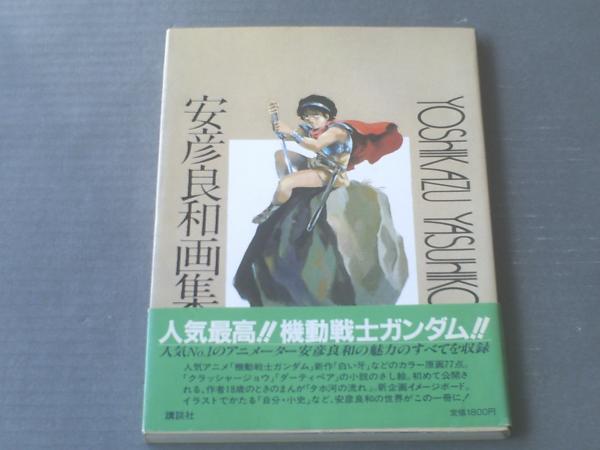 安彦良和画集
YOSHIKAZU YASUHIKO
人気最高!!機動戦士ガンダム!!
人気No.1のアニメーター安彦良和の魅力のすべてを収録
人気アニメ「機動戦士ガンダム」新作「白い牙」などのカラー原画77点。
「クラッシャージョウ」「ダーティペア」の小説のさし絵。初めて公開され
る、作者18歳のときのまんが「タホ河の流れ」。新企画イメージボード。
イラストでかたる「自分・小史」など、安彦良和の世界がこの一冊に!
講談社
定価1800円